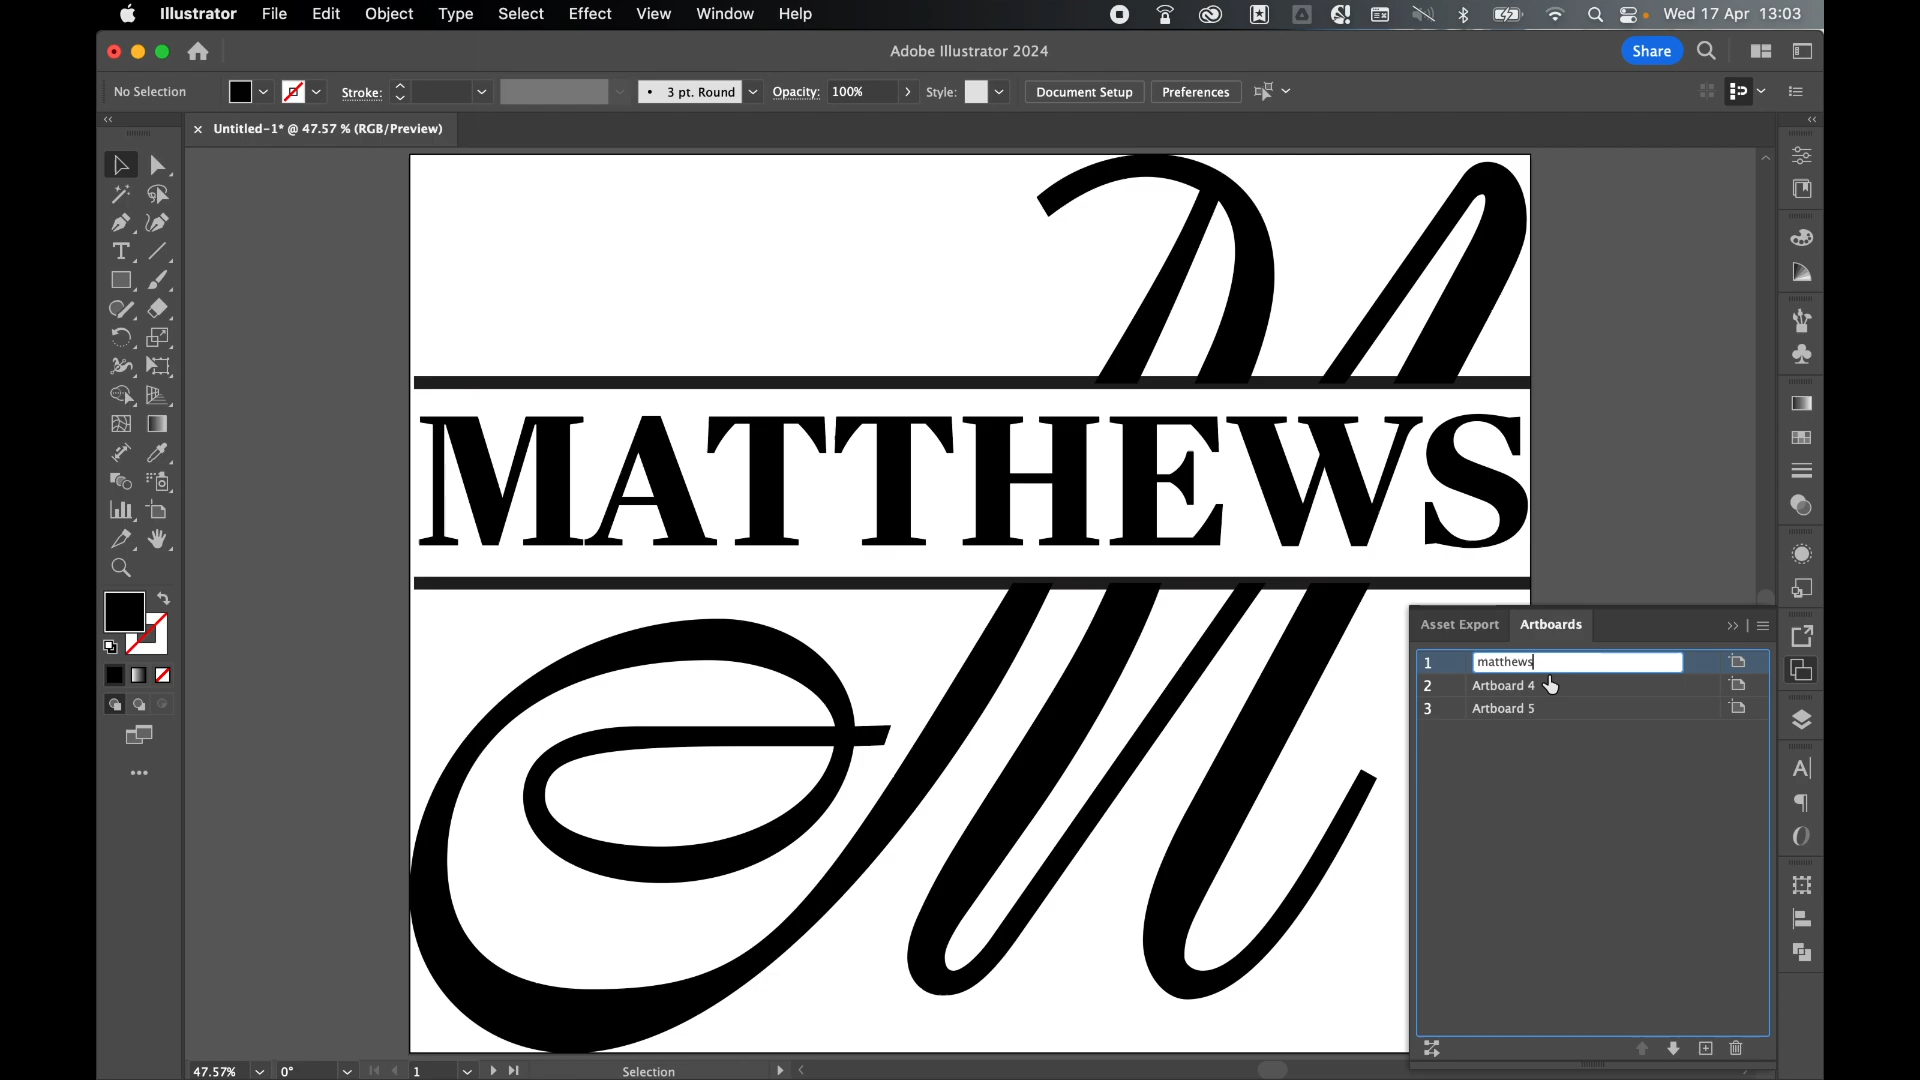 Illustrator File Edit Object Type Select Effect View Window Help Wed 17 Apr 13:03
Adobe Illustrator 2024 Share
No Selection Stroke: 3 pt. Round Opacity: 100% Style: Document Setup Preferences
Untitled-1* @ 47.57 % (RGB/Preview)
M
MATTHEWS
Asset Export Artboards
1 matthews
2 Artboard 4
3 Artboard 5
47.57% 0° 1 Selection